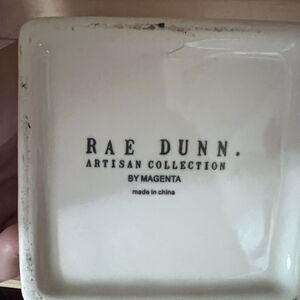 RAE DUNN.
ARTISAN COLLECTION
BY MAGENTA
made in china